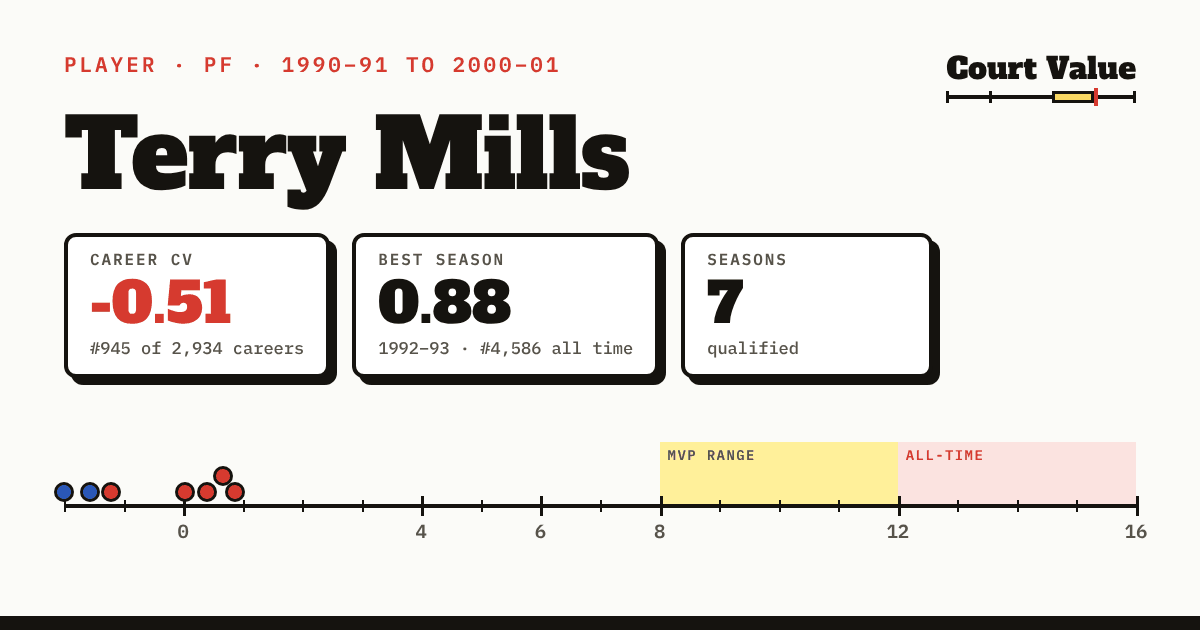 PLAYER · PF · 1990–91 TO 2000–01
Court Value
Terry Mills
CAREER CV
-0.51
#945 of 2,934 careers
BEST SEASON
0.88
1992–93 · #4,586 all time
SEASONS
7
qualified
MVP RANGE
ALL-TIME
0 4 6 8 12 16